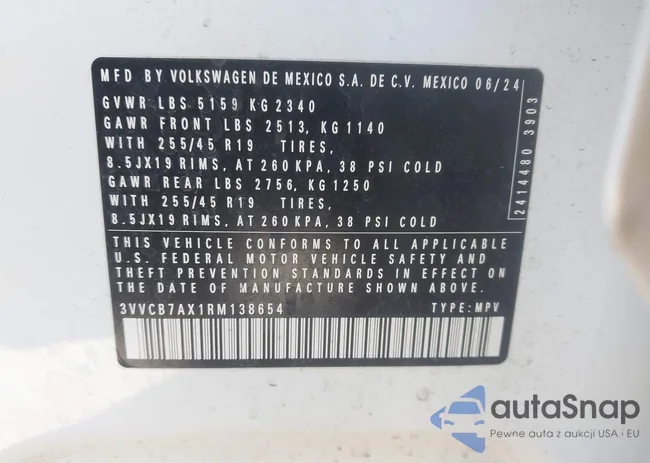 MFD BY VOLKSWAGEN DE MEXICO S.A. DE C.V. MEXICO 06/24
GVWR LBS 5159 KG 2340
GAWR FRONT LBS 2513, KG 1140
WITH 255/45 R19 TIRES,
8.5JX19 RIMS, AT 260 KPA, 38 PSI COLD
GAWR REAR LBS 2756, KG 1250
WITH 255/45 R19 TIRES,
8.5JX19 RIMS, AT 260 KPA, 38 PSI COLD
2414480 3903
THIS VEHICLE CONFORMS TO ALL APPLICABLE
U.S. FEDERAL MOTOR VEHICLE SAFETY AND
THEFT PREVENTION STANDARDS IN EFFECT ON
THE DATE OF MANUFACTURE SHOWN ABOVE.
3VVCB7AX1RM138654 TYPE: MPV
autaSnap
Pewne auta z aukcji USA i EU